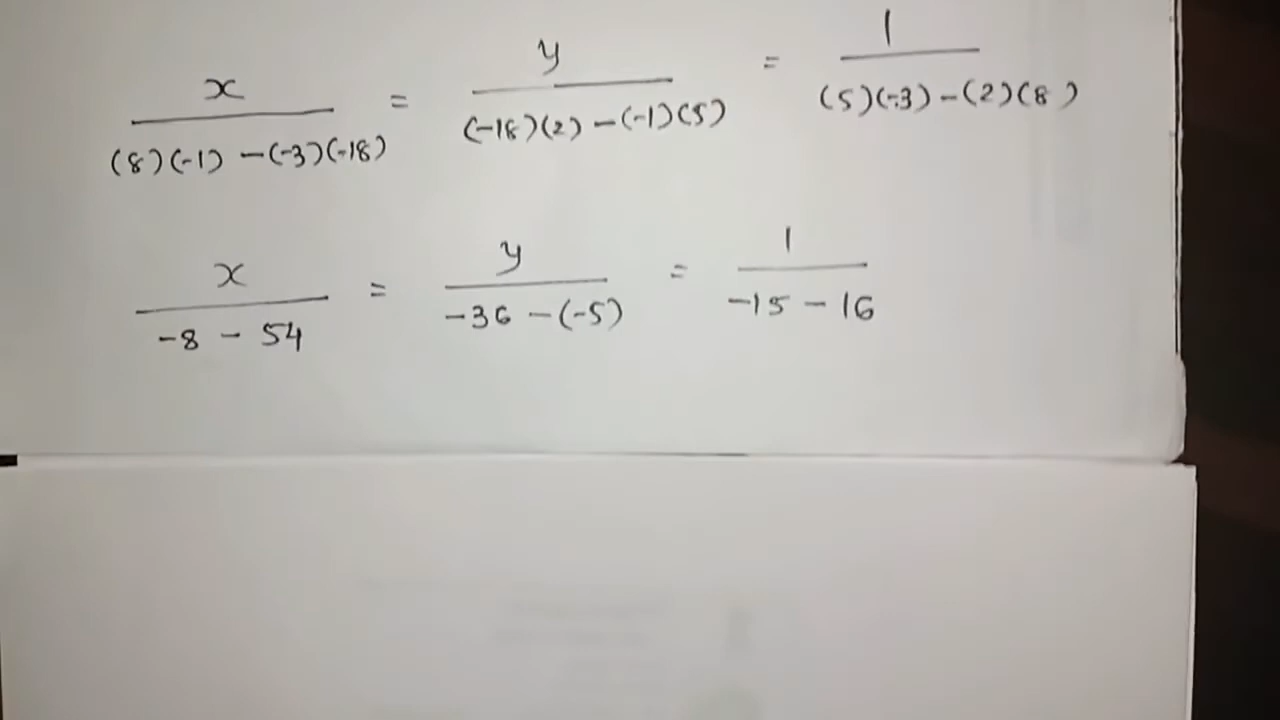 x / (8)(-1) - (-3)(-18) = y / (-18)(2) - (-1)(5) = 1 / (5)(-3) - (2)(8)
x / -8 - 54 = y / -36 - (-5) = 1 / -15 - 16